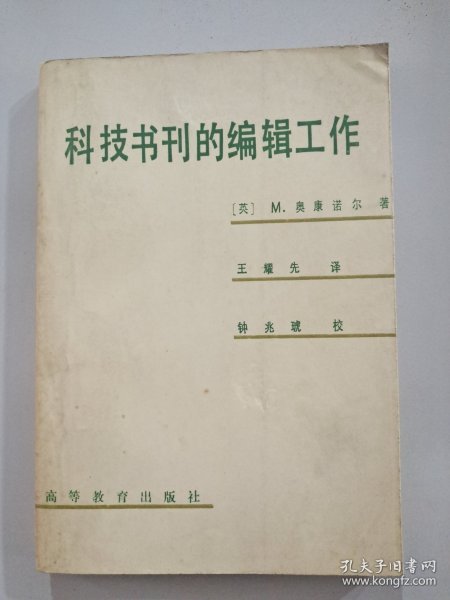 科技书刊的编辑工作
[英] M.奥康诺尔 著
王耀先 译
钟兆琥 校
高等教育出版社
孔夫子旧书网
www.kongfz.com